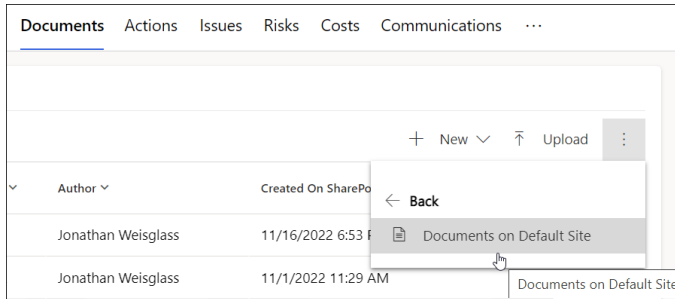 Documents Actions Issues Risks Costs Communications ...
+ New Upload
Author Created On SharePo
Back
Jonathan Weisglass 11/16/2022 6:53
Documents on Default Site
Jonathan Weisglass 11/1/2022 11:29 AM
Documents on Default Site